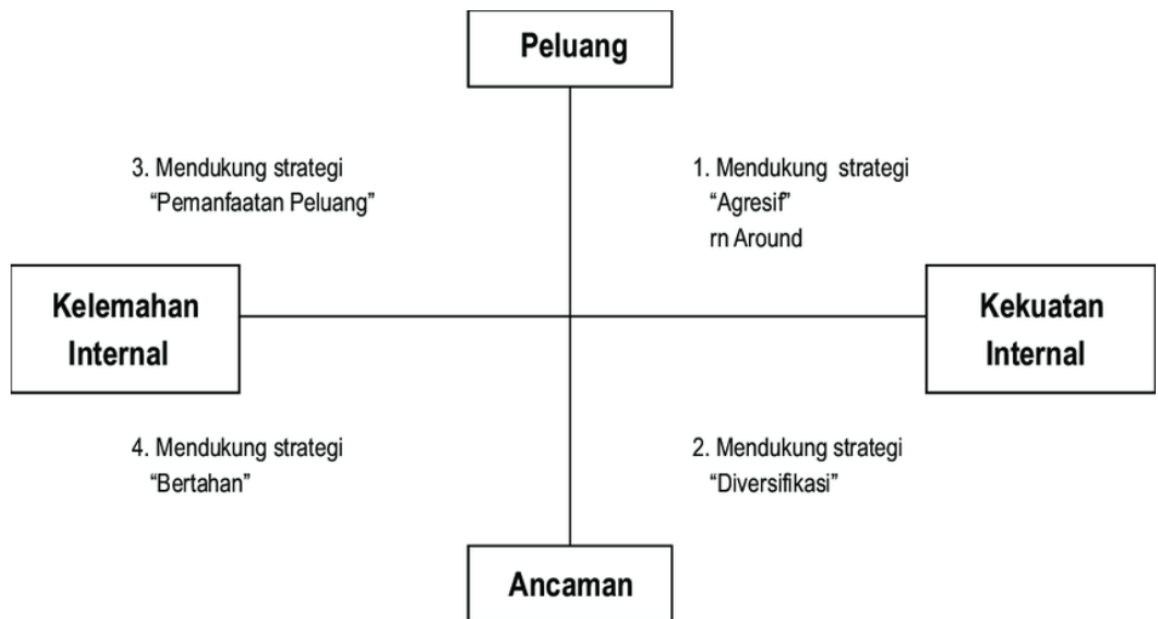 Peluang
3. Mendukung strategi
“Pemanfaatan Peluang”
1. Mendukung strategi
“Agresif”
rn Around
Kelemahan
Internal
Kekuatan
Internal
4. Mendukung strategi
“Bertahan”
2. Mendukung strategi
“Diversifikasi”
Ancaman